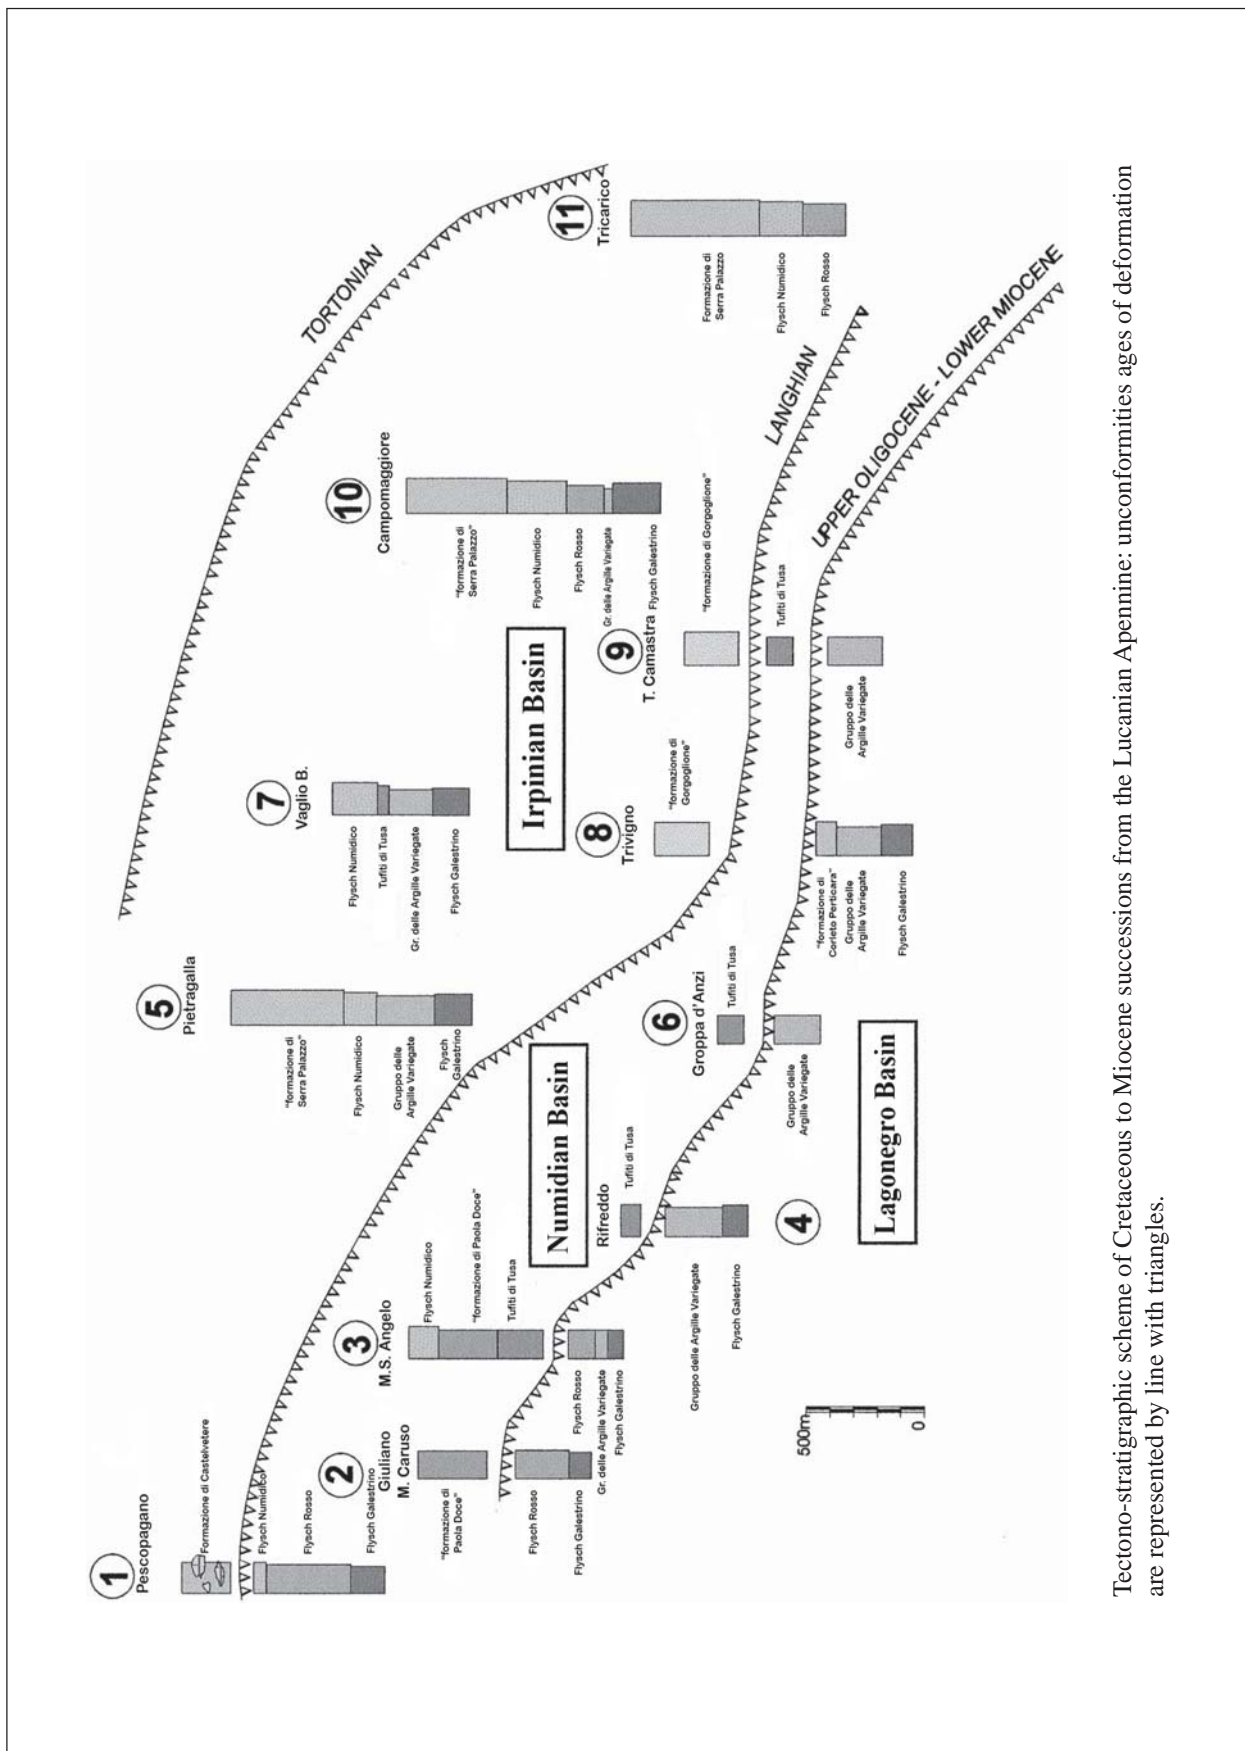 1
Pescopagano
Formazione di Castelvetere
Flysch Numidico
Flysch Rosso
Flysch Galestrino
2
Giuliano
M. Caruso
"formazione di
Paola Doce"
Flysch Rosso
Flysch Galestrino
3
M.S. Angelo
Flysch Numidico
"formazione di Paola Doce"
Tufiti di Tusa
Flysch Rosso
Gr. delle Argille Variegate
Flysch Galestrino
Rifreddo
Tufiti di Tusa
Gruppo delle Argille Variegate
Flysch Galestrino
4
5
Pietragalla
"formazione di
Serra Palazzo"
Flysch Numidico
Gruppo delle
Argille Variegate
Flysch
Galestrino
6
Groppa d'Anzi
Tufiti di Tusa
Gruppo delle
Argille Variegate
7
Vaglio B.
Flysch Numidico
Tufiti di Tusa
Gr. delle Argille Variegate
Flysch Galestrino
8
Trivigno
"formazione di
Gorgoglione"
"formazione di
Corleto Perticara"
Gruppo delle
Argille Variegate
Flysch Galestrino
9
T. Camastra
"formazione di Gorgoglione"
Tufiti di Tusa
Gruppo delle
Argille Variegate
10
Campomaggiore
"formazione di
Serra Palazzo"
Flysch Numidico
Flysch Rosso
Gr. delle Argille Variegate
Flysch Galestrino
11
Tricarico
Formazione di
Serra Palazzo
Flysch Numidico
Flysch Rosso
TORTONIAN
LANGHIAN
UPPER OLIGOCENE - LOWER MIOCENE
Irpinian Basin
Numidian Basin
Lagonegro Basin
500m
0
Tectono-stratigraphic scheme of Cretaceous to Miocene successions from the Lucanian Apennine: unconformities ages of deformation
are represented by line with triangles.